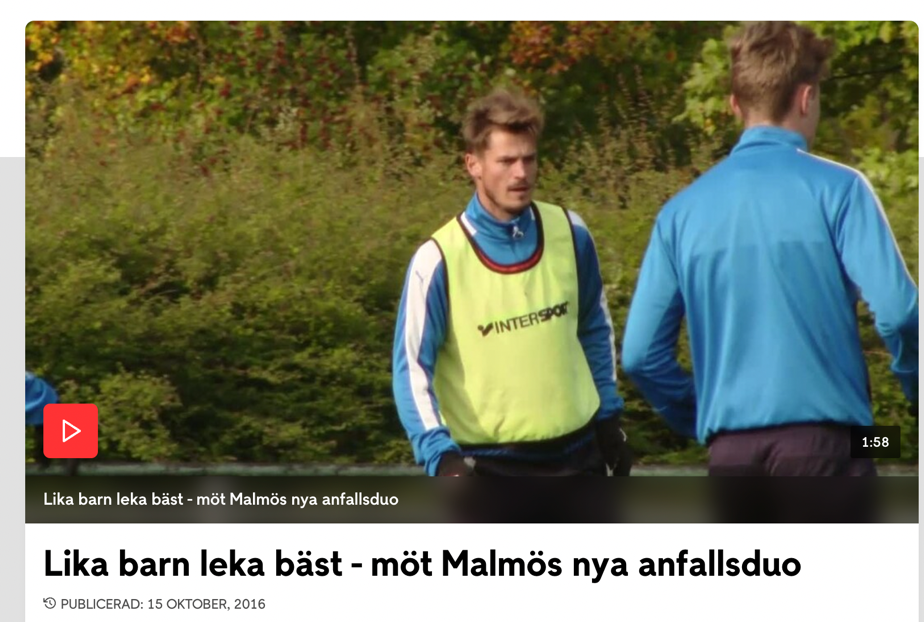 INTERSPORT
1:58
Lika barn leka bäst - möt Malmös nya anfallsduo
Lika barn leka bäst - möt Malmös nya anfallsduo
PUBLICERAD: 15 OKTOBER, 2016